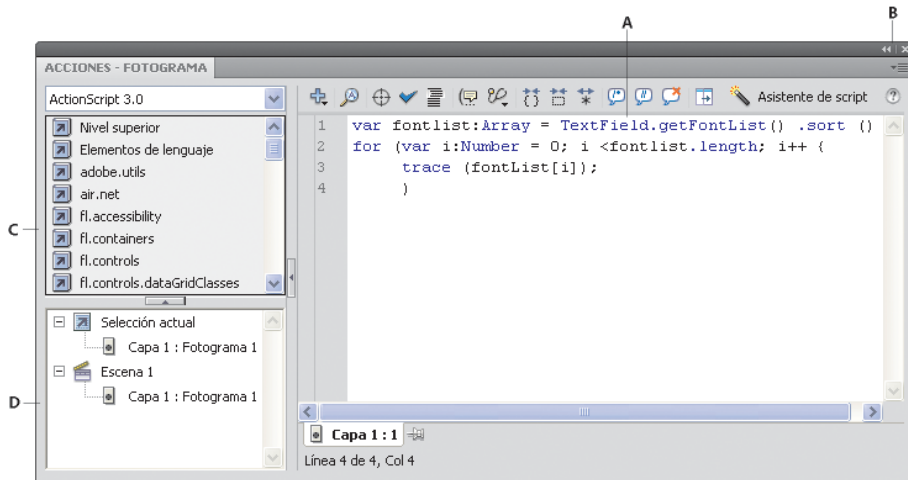 A
B
ACCIONES - FOTOGRAMA
ActionScript 3.0
Asistente de script
Nivel superior
Elementos de lenguaje
adobe.utils
air.net
fl.accessibility
fl.containers
fl.controls
fl.controls.dataGridClasses
C
1 var fontlist:Array = TextField.getFontList() .sort ()
2 for (var i:Number = 0; i <fontlist.length; i++ (
3 trace (fontList[i]);
4 )
Selección actual
Capa 1 : Fotograma 1
Escena 1
Capa 1 : Fotograma 1
D
Capa 1 : 1
Línea 4 de 4, Col 4